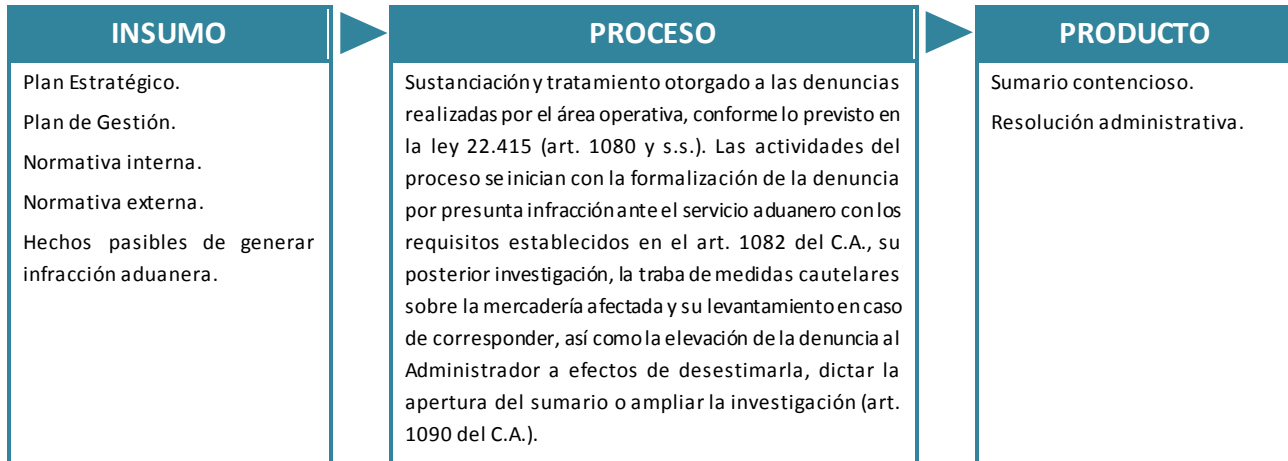 INSUMO
Plan Estratégico.
Plan de Gestión.
Normativa interna.
Normativa externa.
Hechos pasibles de generar
infracción aduanera.
PROCESO
Sustanciación y tratamiento otorgado a las denuncias
realizadas por el área operativa, conforme lo previsto en
la ley 22.415 (art. 1080 y s.s.). Las actividades del
proceso se inician con la formalización de la denuncia
por presunta infracción ante el servicio aduanero con los
requisitos establecidos en el art. 1082 del C.A., su
posterior investigación, la traba de medidas cautelares
sobre la mercadería afectada y su levantamiento en caso
de corresponder, así como la elevación de la denuncia al
Administrador a efectos de desestimarla, dictar la
apertura del sumario o ampliar la investigación (art.
1090 del C.A.).
PRODUCTO
Sumario contencioso.
Resolución administrativa.